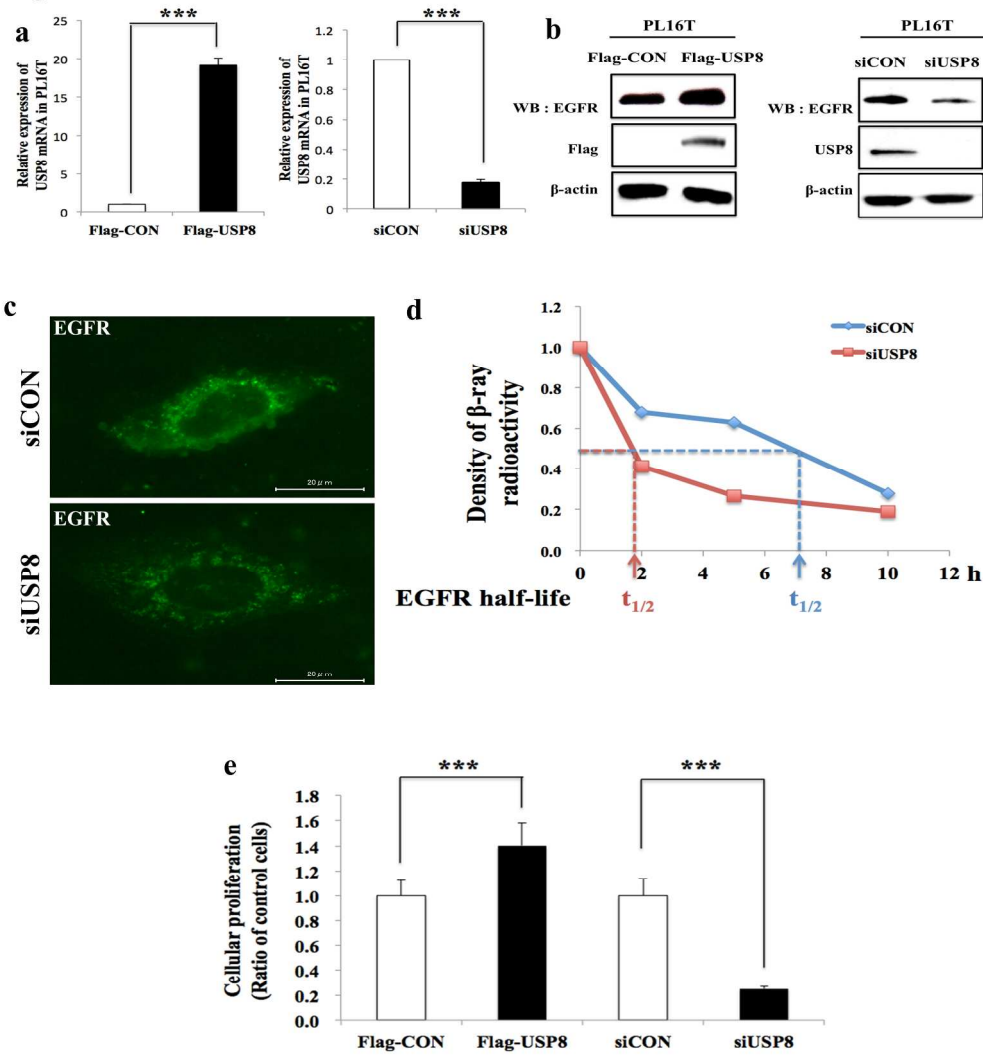 a
***
***
Relative expression of
USP8 mRNA in PL16T
25
20
15
10
5
0
Flag-CON Flag-USP8
Relative expression of
USP8 mRNA in PL16T
1.2
1
0.8
0.6
0.4
0.2
0
siCON siUSP8
b
PL16T
Flag-CON Flag-USP8
WB : EGFR
Flag
β-actin
PL16T
siCON siUSP8
WB : EGFR
USP8
β-actin
c
siCON
EGFR
20 μm
siUSP8
EGFR
20 μm
d
Density of β-ray
radioactivity
1.2
1.0
0.8
0.6
0.4
0.2
0.0
siCON
siUSP8
0 2 4 6 8 10 12 h
EGFR half-life t1/2 t1/2
e
***
***
Cellular proliferation
(Ratio of control cells)
1.8
1.6
1.4
1.2
1.0
0.8
0.6
0.4
0.2
0.0
Flag-CON Flag-USP8 siCON siUSP8